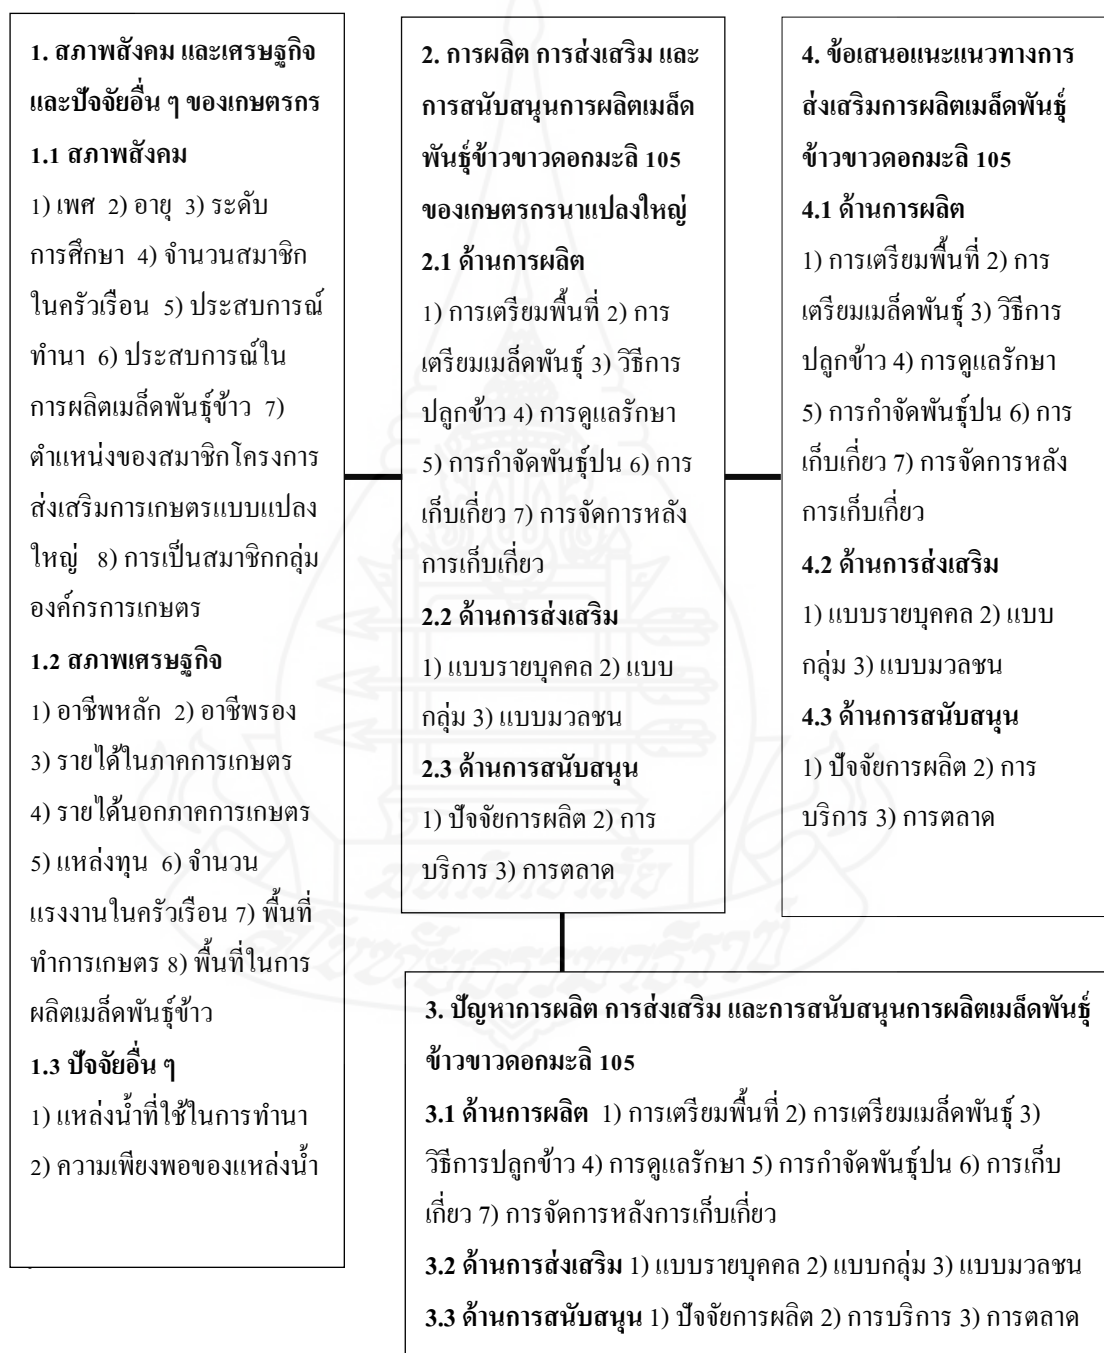 1. สภาพสังคม และเศรษฐกิจ
และปัจจัยอื่น ๆ ของเกษตรกร
1.1 สภาพสังคม
1) เพศ 2) อายุ 3) ระดับ
การศึกษา 4) จำนวนสมาชิก
ในครัวเรือน 5) ประสบการณ์
ทำนา 6) ประสบการณ์ใน
การผลิตเมล็ดพันธุ์ข้าว 7)
ตำแหน่งของสมาชิกโครงการ
ส่งเสริมการเกษตรแบบแปลง
ใหญ่ 8) การเป็นสมาชิกกลุ่ม
องค์กรการเกษตร
1.2 สภาพเศรษฐกิจ
1) อาชีพหลัก 2) อาชีพรอง
3) รายได้ในภาคการเกษตร
4) รายได้นอกภาคการเกษตร
5) แหล่งทุน 6) จำนวน
แรงงานในครัวเรือน 7) พื้นที่
ทำการเกษตร 8) พื้นที่ในการ
ผลิตเมล็ดพันธุ์ข้าว
1.3 ปัจจัยอื่น ๆ
1) แหล่งน้ำที่ใช้ในการทำนา
2) ความเพียงพอของแหล่งน้ำ
2. การผลิต การส่งเสริม และ
การสนับสนุนการผลิตเมล็ด
พันธุ์ข้าวขาวดอกมะลิ 105
ของเกษตรกรนาแปลงใหญ่
2.1 ด้านการผลิต
1) การเตรียมพื้นที่ 2) การ
เตรียมเมล็ดพันธุ์ 3) วิธีการ
ปลูกข้าว 4) การดูแลรักษา
5) การกำจัดพันธุ์ปน 6) การ
เก็บเกี่ยว 7) การจัดการหลัง
การเก็บเกี่ยว
2.2 ด้านการส่งเสริม
1) แบบรายบุคคล 2) แบบ
กลุ่ม 3) แบบมวลชน
2.3 ด้านการสนับสนุน
1) ปัจจัยการผลิต 2) การ
บริการ 3) การตลาด
4. ข้อเสนอแนะแนวทางการ
ส่งเสริมการผลิตเมล็ดพันธุ์
ข้าวขาวดอกมะลิ 105
4.1 ด้านการผลิต
1) การเตรียมพื้นที่ 2) การ
เตรียมเมล็ดพันธุ์ 3) วิธีการ
ปลูกข้าว 4) การดูแลรักษา
5) การกำจัดพันธุ์ปน 6) การ
เก็บเกี่ยว 7) การจัดการหลัง
การเก็บเกี่ยว
4.2 ด้านการส่งเสริม
1) แบบรายบุคคล 2) แบบ
กลุ่ม 3) แบบมวลชน
4.3 ด้านการสนับสนุน
1) ปัจจัยการผลิต 2) การ
บริการ 3) การตลาด
3. ปัญหาการผลิต การส่งเสริม และการสนับสนุนการผลิตเมล็ดพันธุ์
ข้าวขาวดอกมะลิ 105
3.1 ด้านการผลิต 1) การเตรียมพื้นที่ 2) การเตรียมเมล็ดพันธุ์ 3)
วิธีการปลูกข้าว 4) การดูแลรักษา 5) การกำจัดพันธุ์ปน 6) การเก็บ
เกี่ยว 7) การจัดการหลังการเก็บเกี่ยว
3.2 ด้านการส่งเสริม 1) แบบรายบุคคล 2) แบบกลุ่ม 3) แบบมวลชน
3.3 ด้านการสนับสนุน 1) ปัจจัยการผลิต 2) การบริการ 3) การตลาด
มหาวิทยาลัย
สุโขทัยธรรมาธิราช